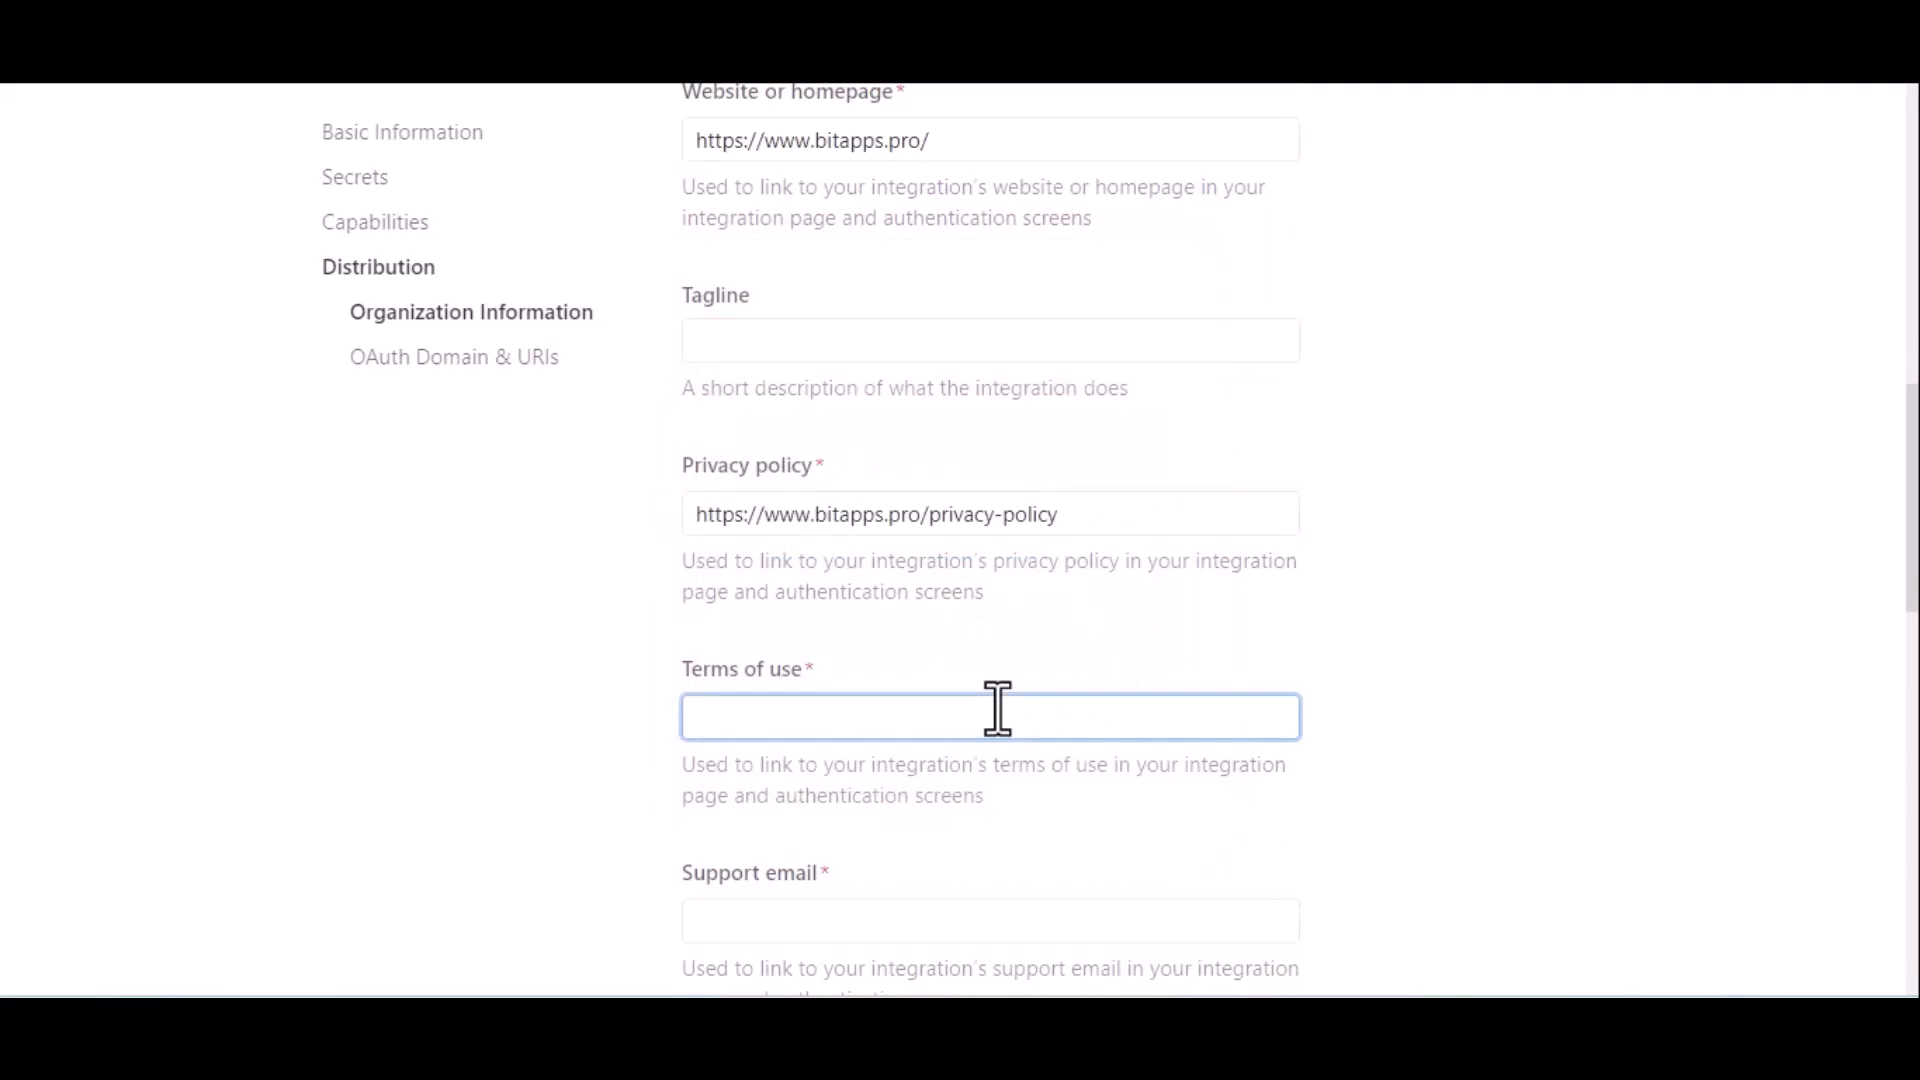 Basic Information
Secrets
Capabilities
Distribution
Organization Information
OAuth Domain & URIs
Website or homepage*
https://www.bitapps.pro/
Used to link to your integration's website or homepage in your
integration page and authentication screens
Tagline
A short description of what the integration does
Privacy policy*
https://www.bitapps.pro/privacy-policy
Used to link to your integration's privacy policy in your integration
page and authentication screens
Terms of use*
Used to link to your integration's terms of use in your integration
page and authentication screens
Support email*
Used to link to your integration's support email in your integration